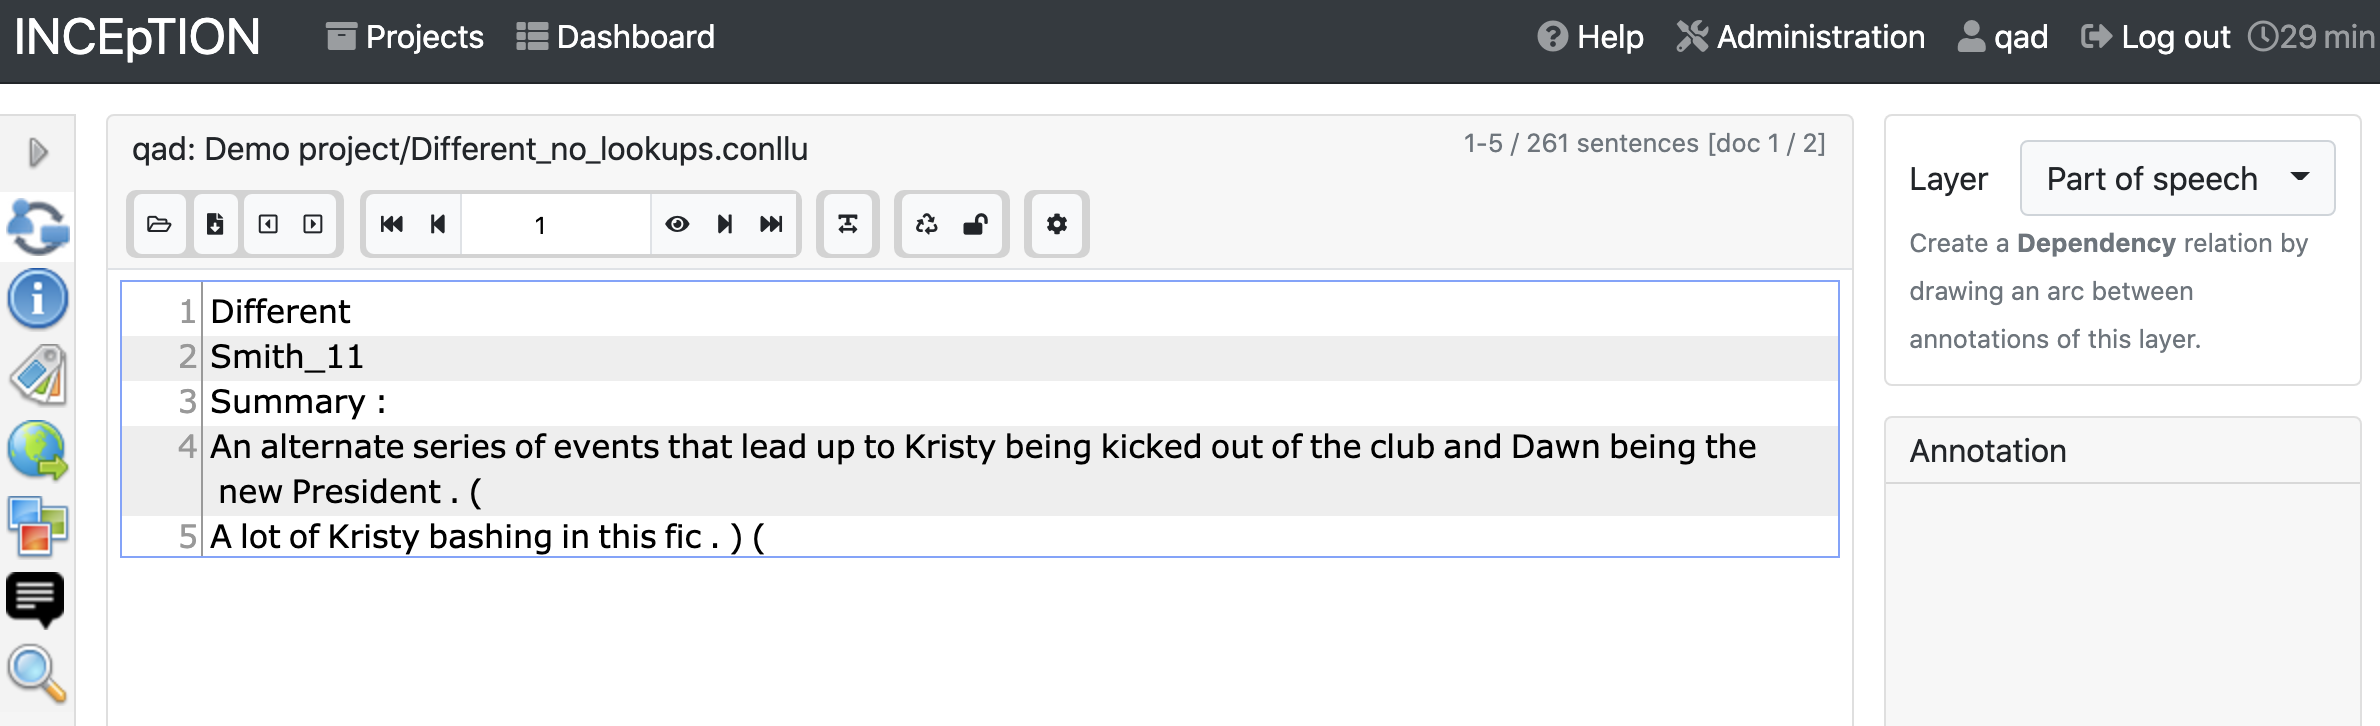 INCEpTION Projects Dashboard Help Administration qad Log out 29 min
qad: Demo project/Different_no_lookups.conllu
1-5 / 261 sentences [doc 1 / 2]
1
1 Different
2 Smith_11
3 Summary :
4 An alternate series of events that lead up to Kristy being kicked out of the club and Dawn being the
new President . (
5 A lot of Kristy bashing in this fic . ) (
Layer Part of speech
Create a Dependency relation by
drawing an arc between
annotations of this layer.
Annotation